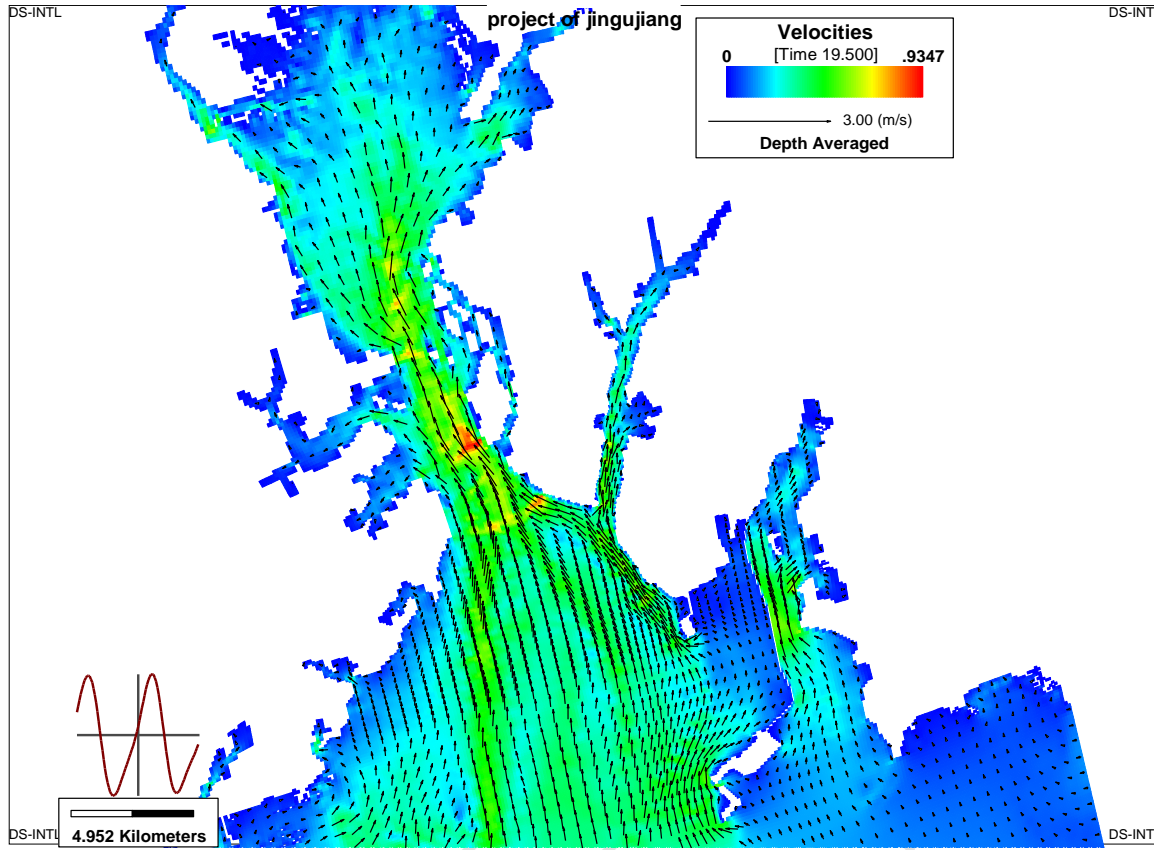 DS-INTL
project of jingujiang
DS-INT
Velocities
0 [Time 19.500] .9347
3.00 (m/s)
Depth Averaged
4.952 Kilometers
DS-INTL
DS-INT